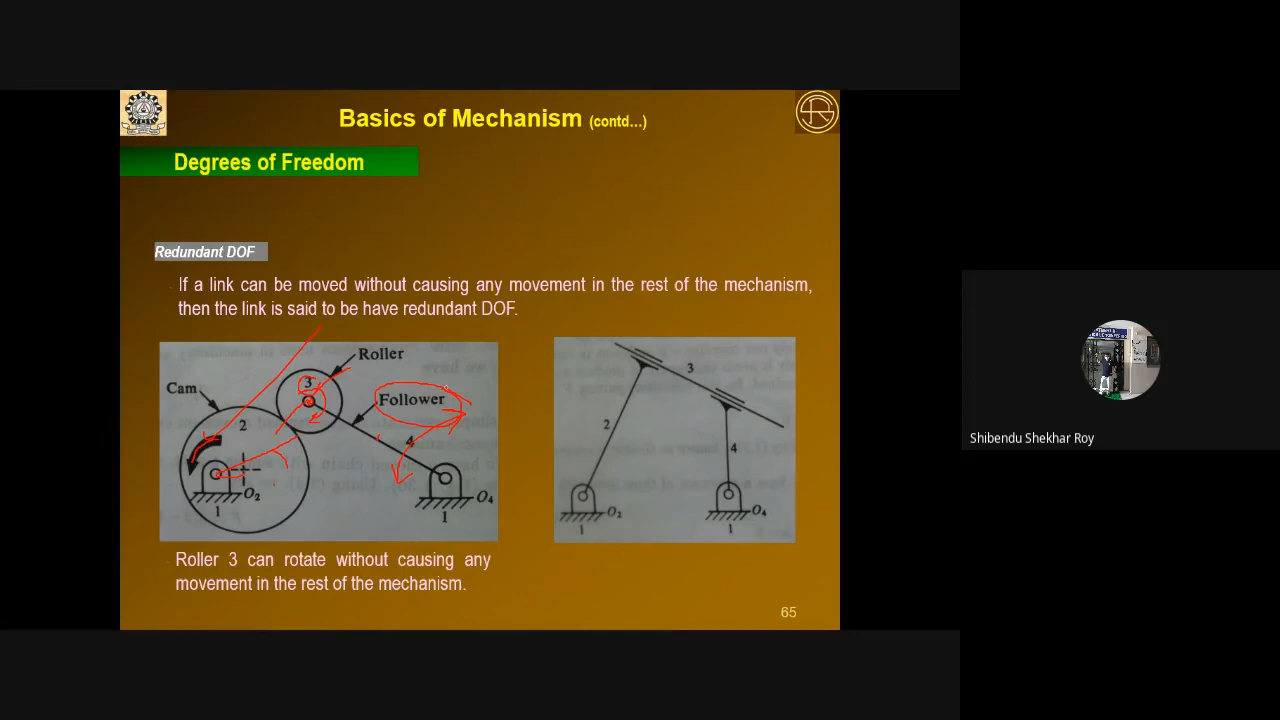 Basics of Mechanism (contd...)
Degrees of Freedom
Redundant DOF
If a link can be moved without causing any movement in the rest of the mechanism,
then the link is said to be have redundant DOF.
Roller
3
Cam
Follower
2
4
O₂
1
O₄
1
3
2
4
O₂
1
O₄
1
Roller 3 can rotate without causing any
movement in the rest of the mechanism.
65
Shibendu Shekhar Roy